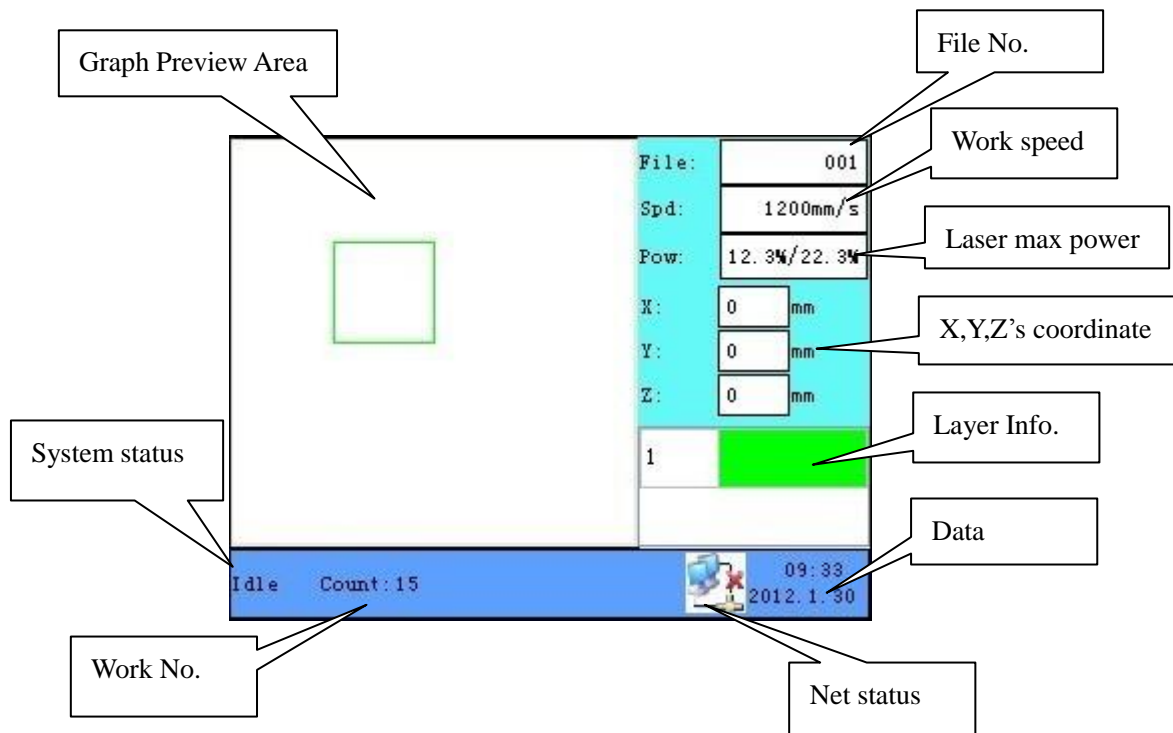 File No.
Graph Preview Area
Work speed
File: 001
Spd: 1200mm/s
Laser max power
Pow: 12.3%/22.3%
X: 0 mm
X,Y,Z's coordinate
Y: 0 mm
Z: 0 mm
Layer Info.
System status
1
Data
Idle Count:15 09:33
2012.1.30
Work No.
Net status